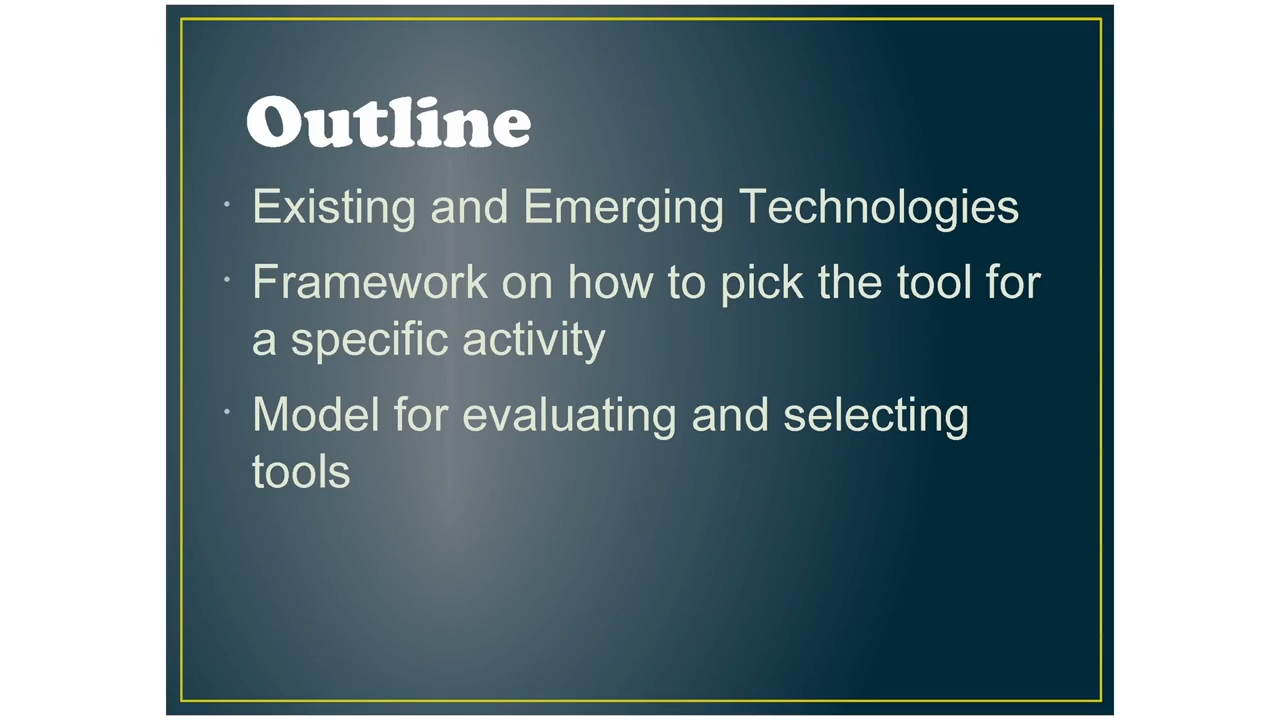 Outline
· Existing and Emerging Technologies
· Framework on how to pick the tool for
a specific activity
· Model for evaluating and selecting
tools